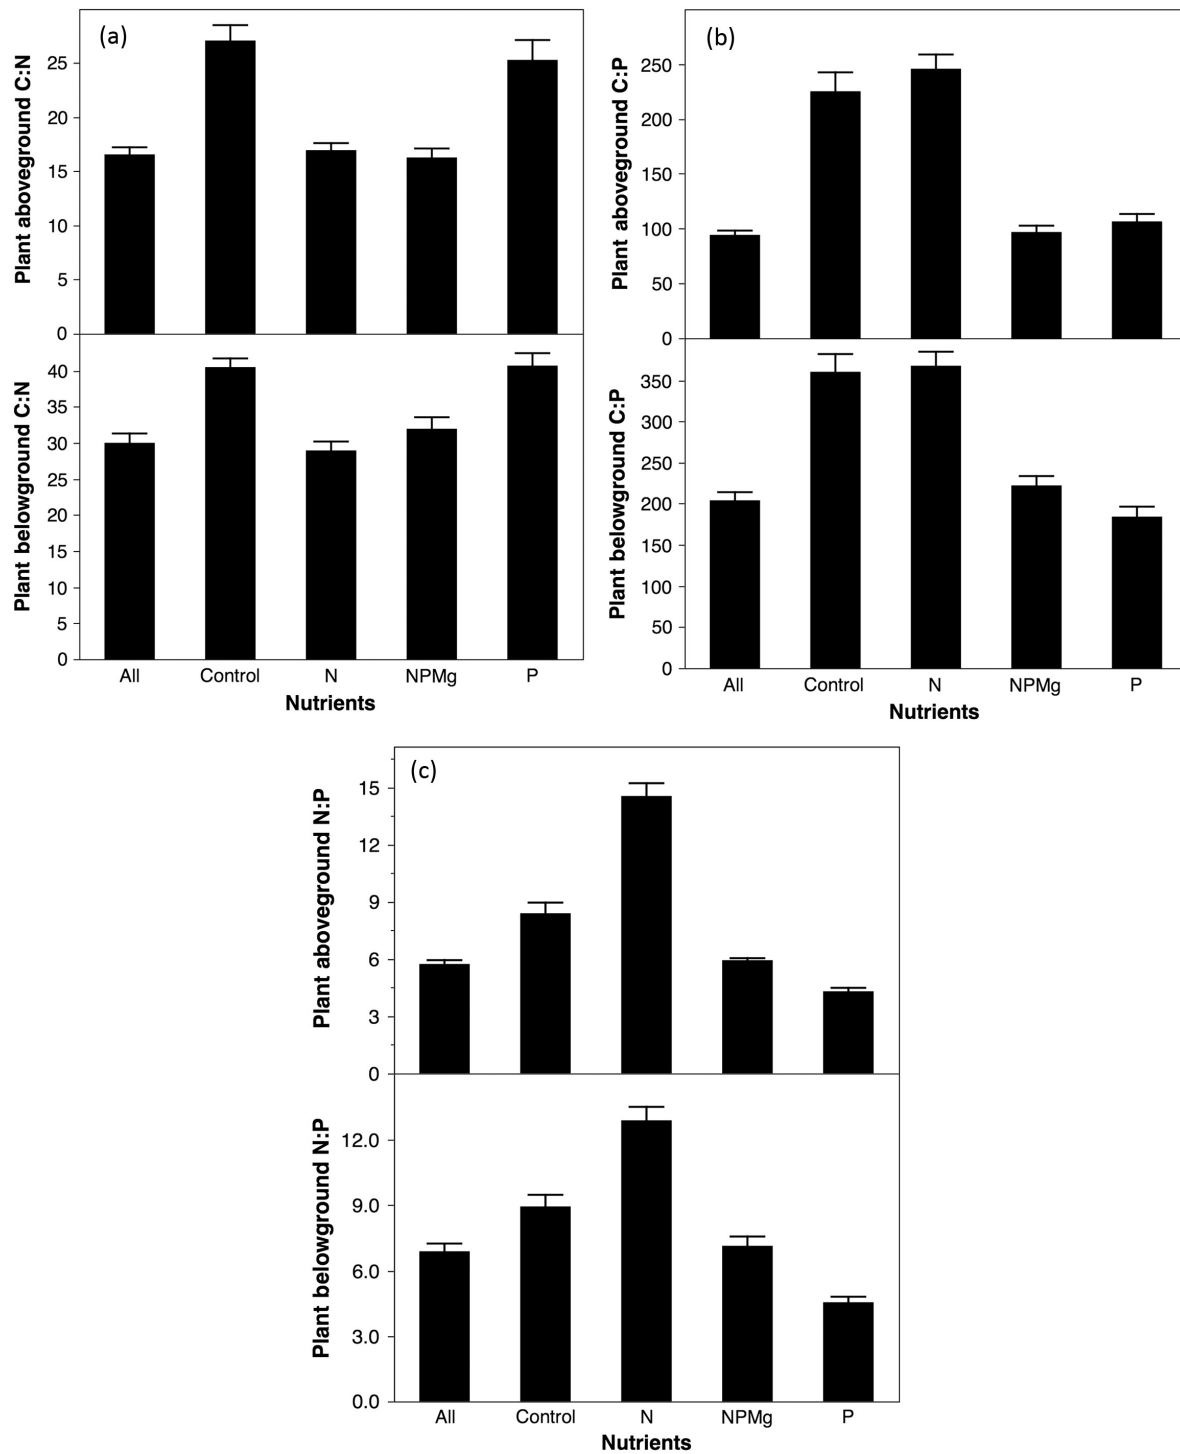 (a)
Plant aboveground C:N
25
20
15
10
5
0
Plant belowground C:N
40
35
30
25
20
15
10
5
0
All Control N NPMg P
Nutrients
(b)
Plant aboveground C:P
250
200
150
100
50
0
Plant belowground C:P
350
300
250
200
150
100
50
0
All Control N NPMg P
Nutrients
(c)
Plant aboveground N:P
15
12
9
6
3
0
Plant belowground N:P
12.0
9.0
6.0
3.0
0.0
All Control N NPMg P
Nutrients